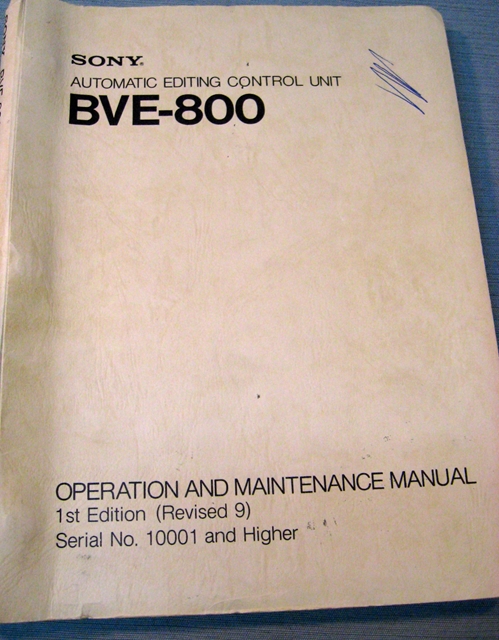 SONY®
AUTOMATIC EDITING CONTROL UNIT
BVE-800
OPERATION AND MAINTENANCE MANUAL
1st Edition (Revised 9)
Serial No. 10001 and Higher